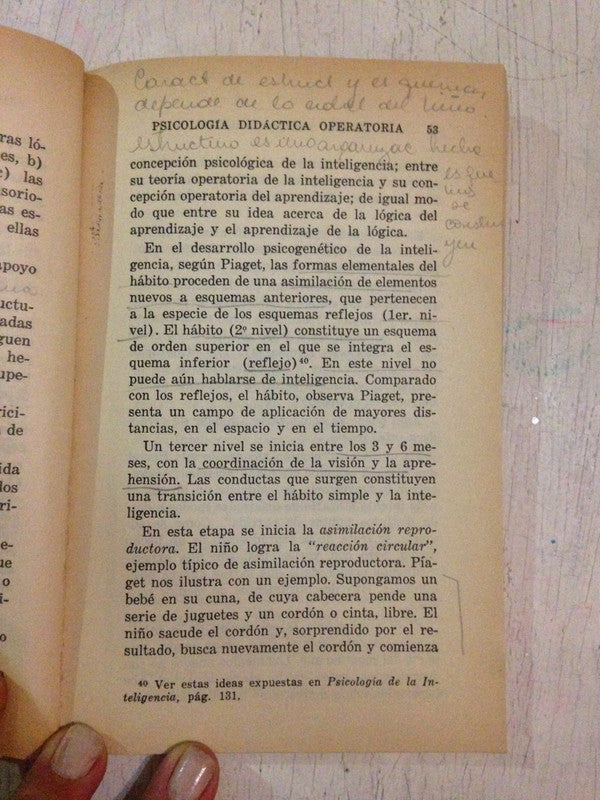 Caract de estruct y esquemas
depende de la edad del niño.
PSICOLOGÍA DIDÁCTICA OPERATORIA 53
concepción psicológica de la inteligencia; entre
su teoría operatoria de la inteligencia y su con-
cepción operatoria del aprendizaje; de igual mo-
do que entre su idea acerca de la lógica del
aprendizaje y el aprendizaje de la lógica.
En el desarrollo psicogenético de la inteli-
gencia, según Piaget, las formas elementales del
hábito proceden de una asimilación de elementos
nuevos a esquemas anteriores, que pertenecen
a la especie de los esquemas reflejos (1er. ni-
vel). El hábito (2º nivel) constituye un esquema
de orden superior en el que se integra el es-
quema inferior (reflejo)⁴⁰. En este nivel no
puede aún hablarse de inteligencia. Comparado
con los reflejos, el hábito, observa Piaget, pre-
senta un campo de aplicación de mayores dis-
tancias, en el espacio y en el tiempo.
Un tercer nivel se inicia entre los 3 y 6 me-
ses, con la coordinación de la visión y la apre-
hensión. Las conductas que surgen constituyen
una transición entre el hábito simple y la inte-
ligencia.
En esta etapa se inicia la asimilación repro-
ductora. El niño logra la "reacción circular",
ejemplo típico de asimilación reproductora. Pia-
get nos ilustra con un ejemplo. Supongamos un
bebé en su cuna, de cuya cabecera pende una
serie de juguetes y un cordón o cinta, libre. El
niño sacude el cordón y, sorprendido por el re-
sultado, busca nuevamente el cordón y comienza
⁴⁰ Ver estas ideas expuestas en Psicología de la In-
teligencia, pág. 131.